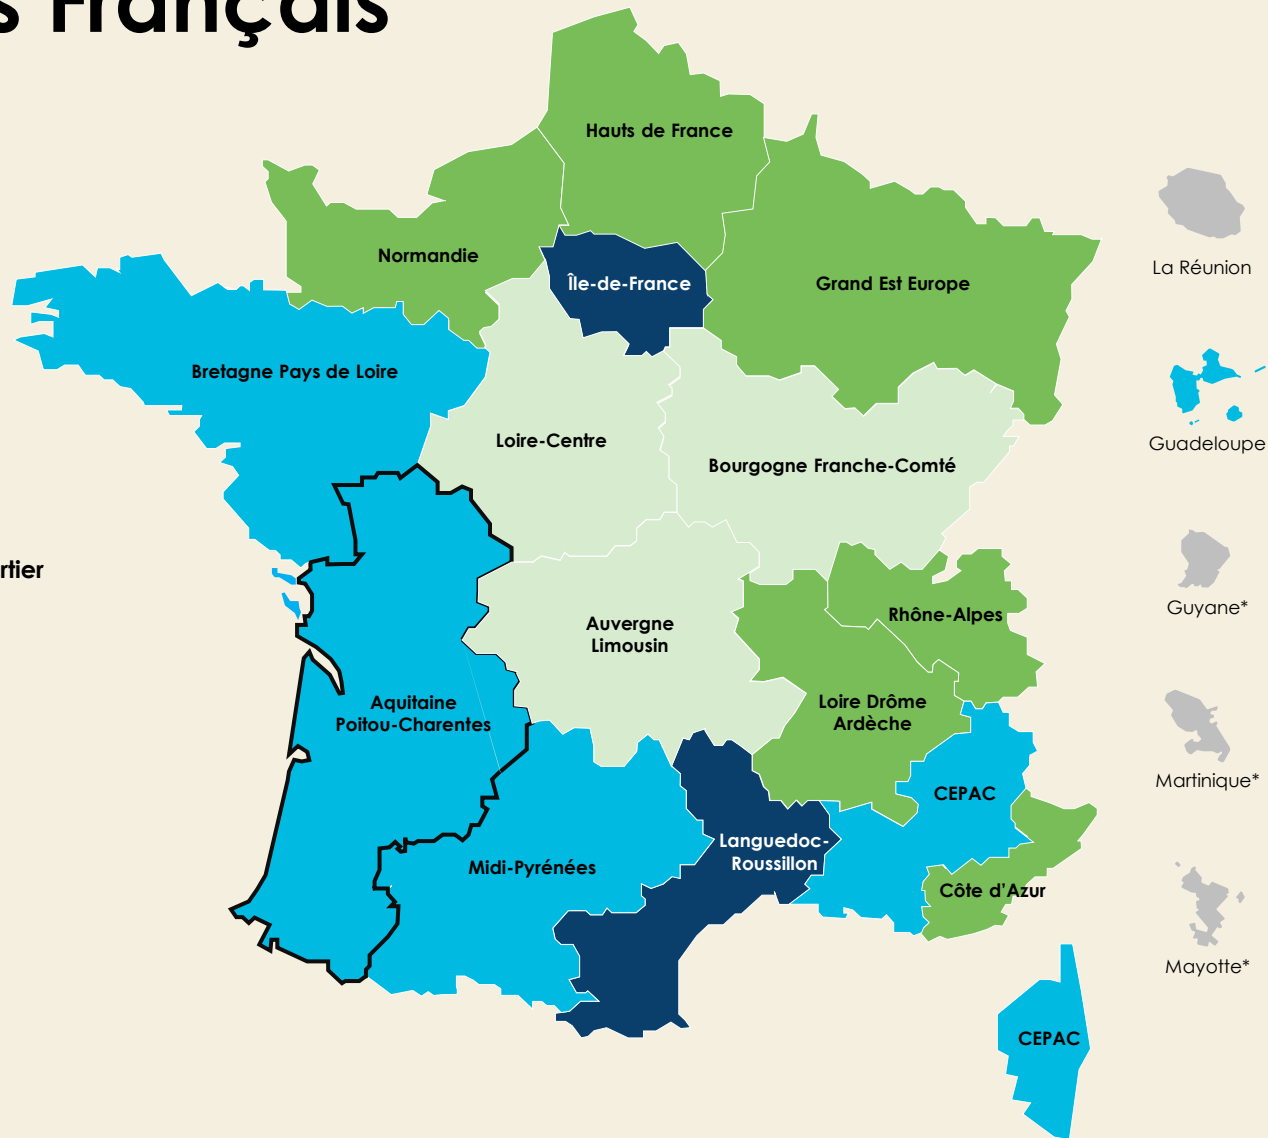 s Français
Hauts de France
Normandie
Île-de-France
Grand Est Europe
La Réunion
Bretagne Pays de Loire
Loire-Centre
Bourgogne Franche-Comté
Guadeloupe
rtier
Guyane*
Rhône-Alpes
Auvergne
Limousin
Aquitaine
Poitou-Charentes
Loire Drôme
Ardèche
CEPAC
Martinique*
Languedoc-
Roussillon
Midi-Pyrénées
Côte d'Azur
Mayotte*
CEPAC